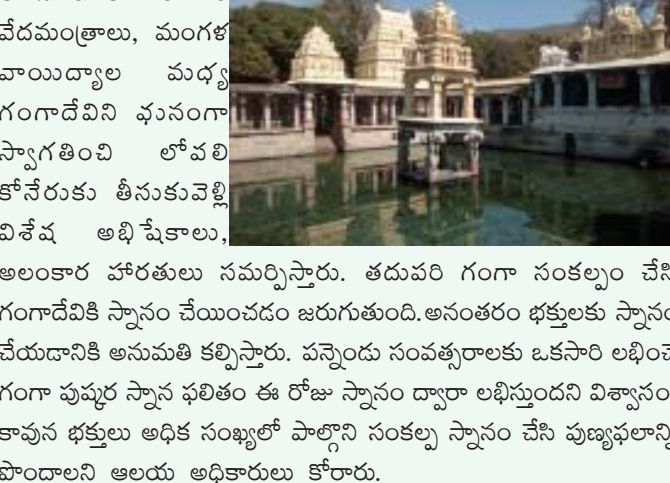 వేదమంత్రాలు, మంగళ
వాయిద్యాల మధ్య
గంగాదేవిని ఘనంగా
స్వాగతించి లోవలి
కోనేరుకు తీసుకువెళ్లి
విశేష అభిషేకాలు,
అలంకార హారతులు సమర్పిస్తారు. తదుపరి గంగా సంకల్పం చేసి
గంగాదేవికి స్నానం చేయించడం జరుగుతుంది.అనంతరం భక్తులకు స్నానం
చేయడానికి అనుమతి కల్పిస్తారు. పన్నెండు సంవత్సరాలకు ఒకసారి లభించే
గంగా పుష్కర స్నాన ఫలితం ఈ రోజు స్నానం ద్వారా లభిస్తుందని విశ్వాసం.
కావున భక్తులు అధిక సంఖ్యలో పాల్గొని సంకల్ప స్నానం చేసి పుణ్యఫలాన్ని
పొందాలని ఆలయ అధికారులు కోరారు.